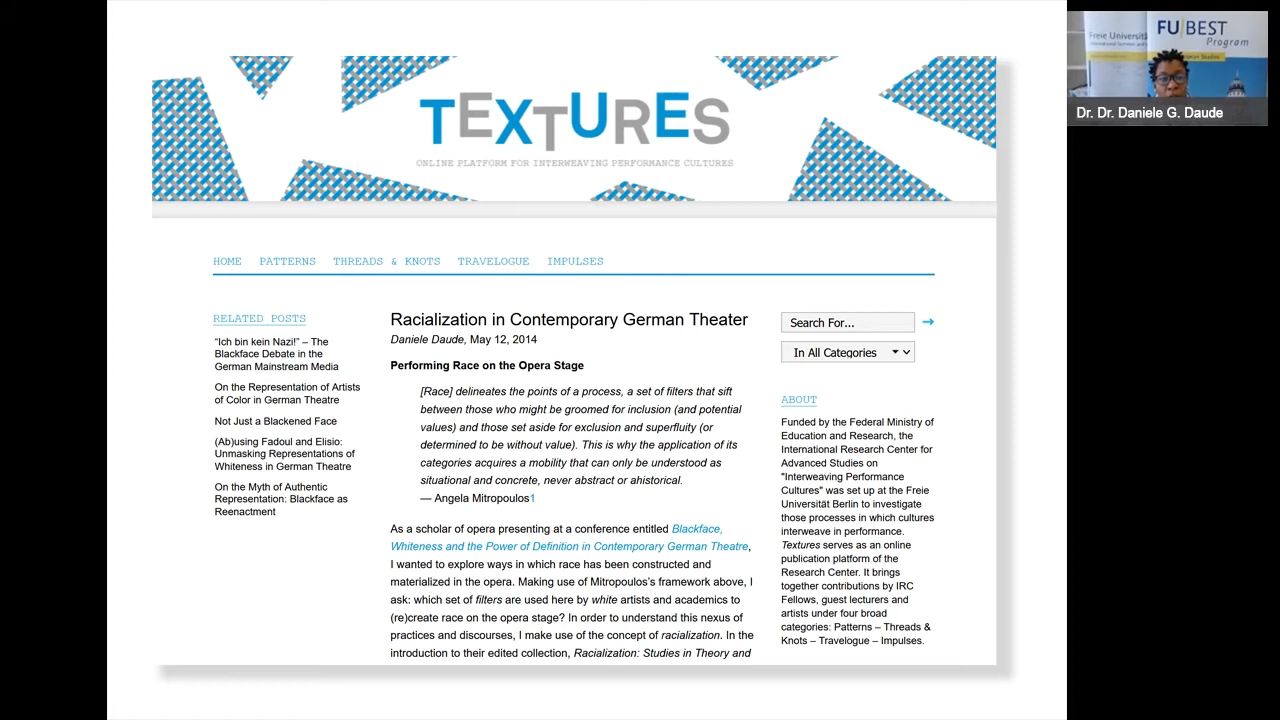 TEXTURES
ONLINE PLATFORM FOR INTERWEAVING PERFORMANCE CULTURES
HOME PATTERNS THREADS & KNOTS TRAVELOGUE IMPULSES
RELATED POSTS
“Ich bin kein Nazi!” – The
Blackface Debate in the
German Mainstream Media
On the Representation of Artists
of Color in German Theatre
Not Just a Blackened Face
(Ab)using Fadoul and Elisio:
Unmasking Representations of
Whiteness in German Theatre
On the Myth of Authentic
Representation: Blackface as
Reenactment
Racialization in Contemporary German Theater
Daniele Daude, May 12, 2014
Performing Race on the Opera Stage
[Race] delineates the points of a process, a set of filters that sift
between those who might be groomed for inclusion (and potential
values) and those set aside for exclusion and superfluity (or
determined to be without value). This is why the application of its
categories acquires a mobility that can only be understood as
situational and concrete, never abstract or ahistorical.
— Angela Mitropoulos1
As a scholar of opera presenting at a conference entitled Blackface,
Whiteness and the Power of Definition in Contemporary German Theatre,
I wanted to explore ways in which race has been constructed and
materialized in the opera. Making use of Mitropoulos’s framework above, I
ask: which set of filters are used here by white artists and academics to
(re)create race on the opera stage? In order to understand this nexus of
practices and discourses, I make use of the concept of racialization. In the
introduction to their edited collection, Racialization: Studies in Theory and
Search For...
In All Categories
ABOUT
Funded by the Federal Ministry of
Education and Research, the
International Research Center for
Advanced Studies on
"Interweaving Performance
Cultures" was set up at the Freie
Universität Berlin to investigate
those processes in which cultures
interweave in performance.
Textures serves as an online
publication platform of the
Research Center. It brings
together contributions by IRC
Fellows, guest lecturers and
artists under four broad
categories: Patterns – Threads &
Knots – Travelogue – Impulses.
Freie Universitä
FU/BEST
Program
Dr. Dr. Daniele G. Daude